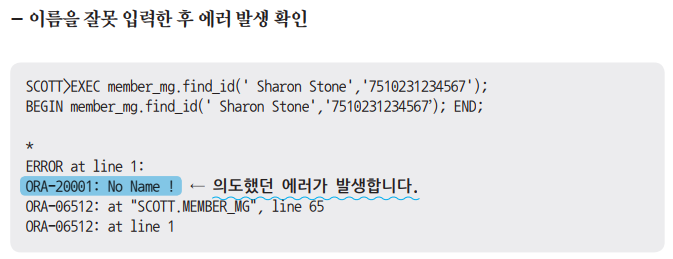 - 이름을 잘못 입력한 후 에러 발생 확인
SCOTT>EXEC member_mg.find_id(' Sharon Stone','7510231234567');
BEGIN member_mg.find_id(' Sharon Stone','7510231234567'); END;
*
ERROR at line 1:
ORA-20001: No Name ! ← 의도했던 에러가 발생합니다.
ORA-06512: at "SCOTT.MEMBER_MG", line 65
ORA-06512: at line 1